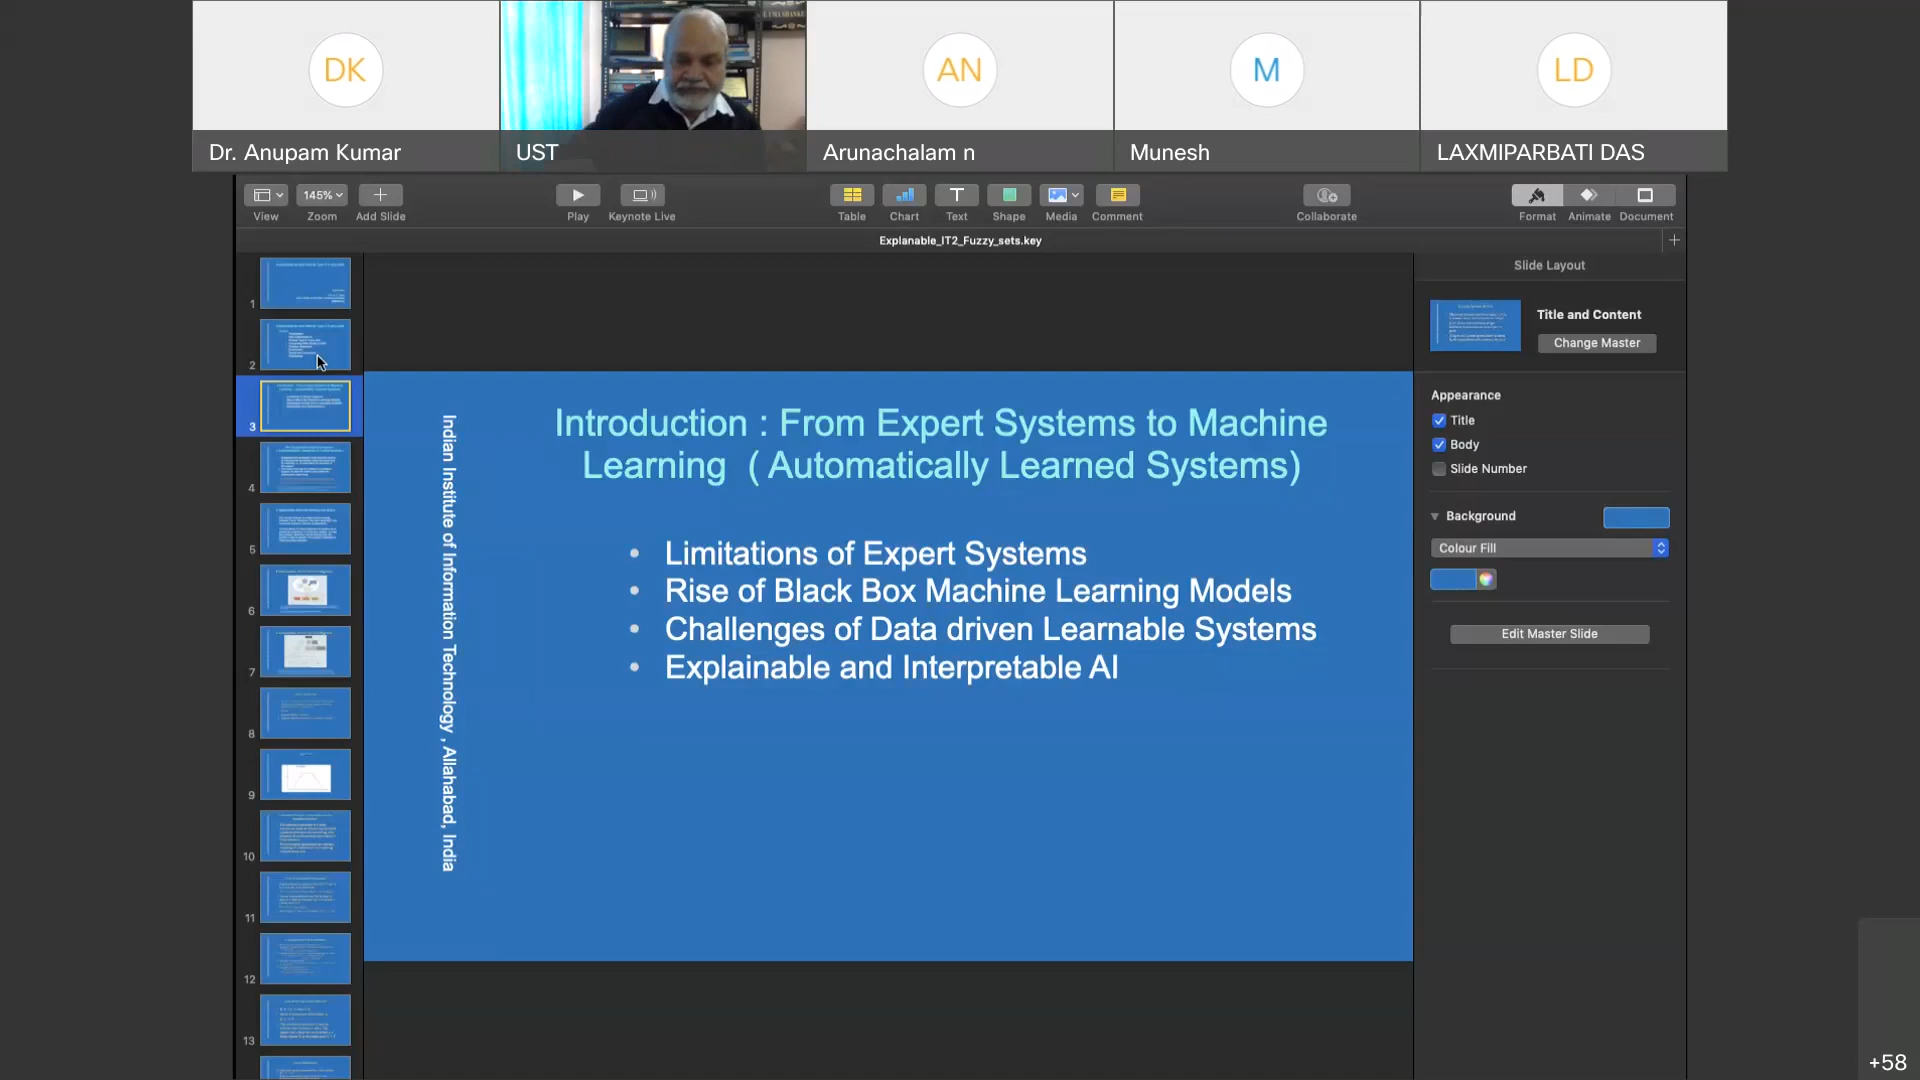 DK
AN
M
LD
Dr. Anupam Kumar
UST
Arunachalam n
Munesh
LAXMIPARBATI DAS
145%
View
Zoom
Add Slide
Play
Keynote Live
Table
Chart
Text
Shape
Media
Comment
Collaborate
Format
Animate
Document
Explanable_IT2_Fuzzy_sets.key
1
2
3
4
5
6
7
8
9
10
11
12
13
Indian Institute of Information Technology , Allahabad, India
Introduction : From Expert Systems to Machine
Learning ( Automatically Learned Systems)
• Limitations of Expert Systems
• Rise of Black Box Machine Learning Models
• Challenges of Data driven Learnable Systems
• Explainable and Interpretable AI
Slide Layout
Title and Content
Change Master
Appearance
Title
Body
Slide Number
Background
Colour Fill
Edit Master Slide
+58